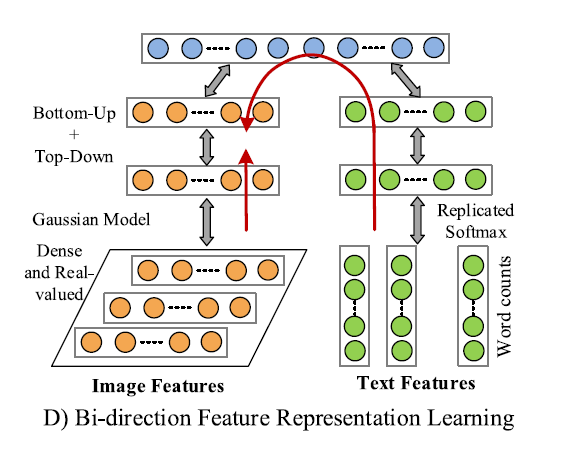 Bottom-Up
+
Top-Down
Gaussian Model
Replicated
Softmax
Dense
and Real-
valued
Word counts
Image Features
Text Features
D) Bi-direction Feature Representation Learning